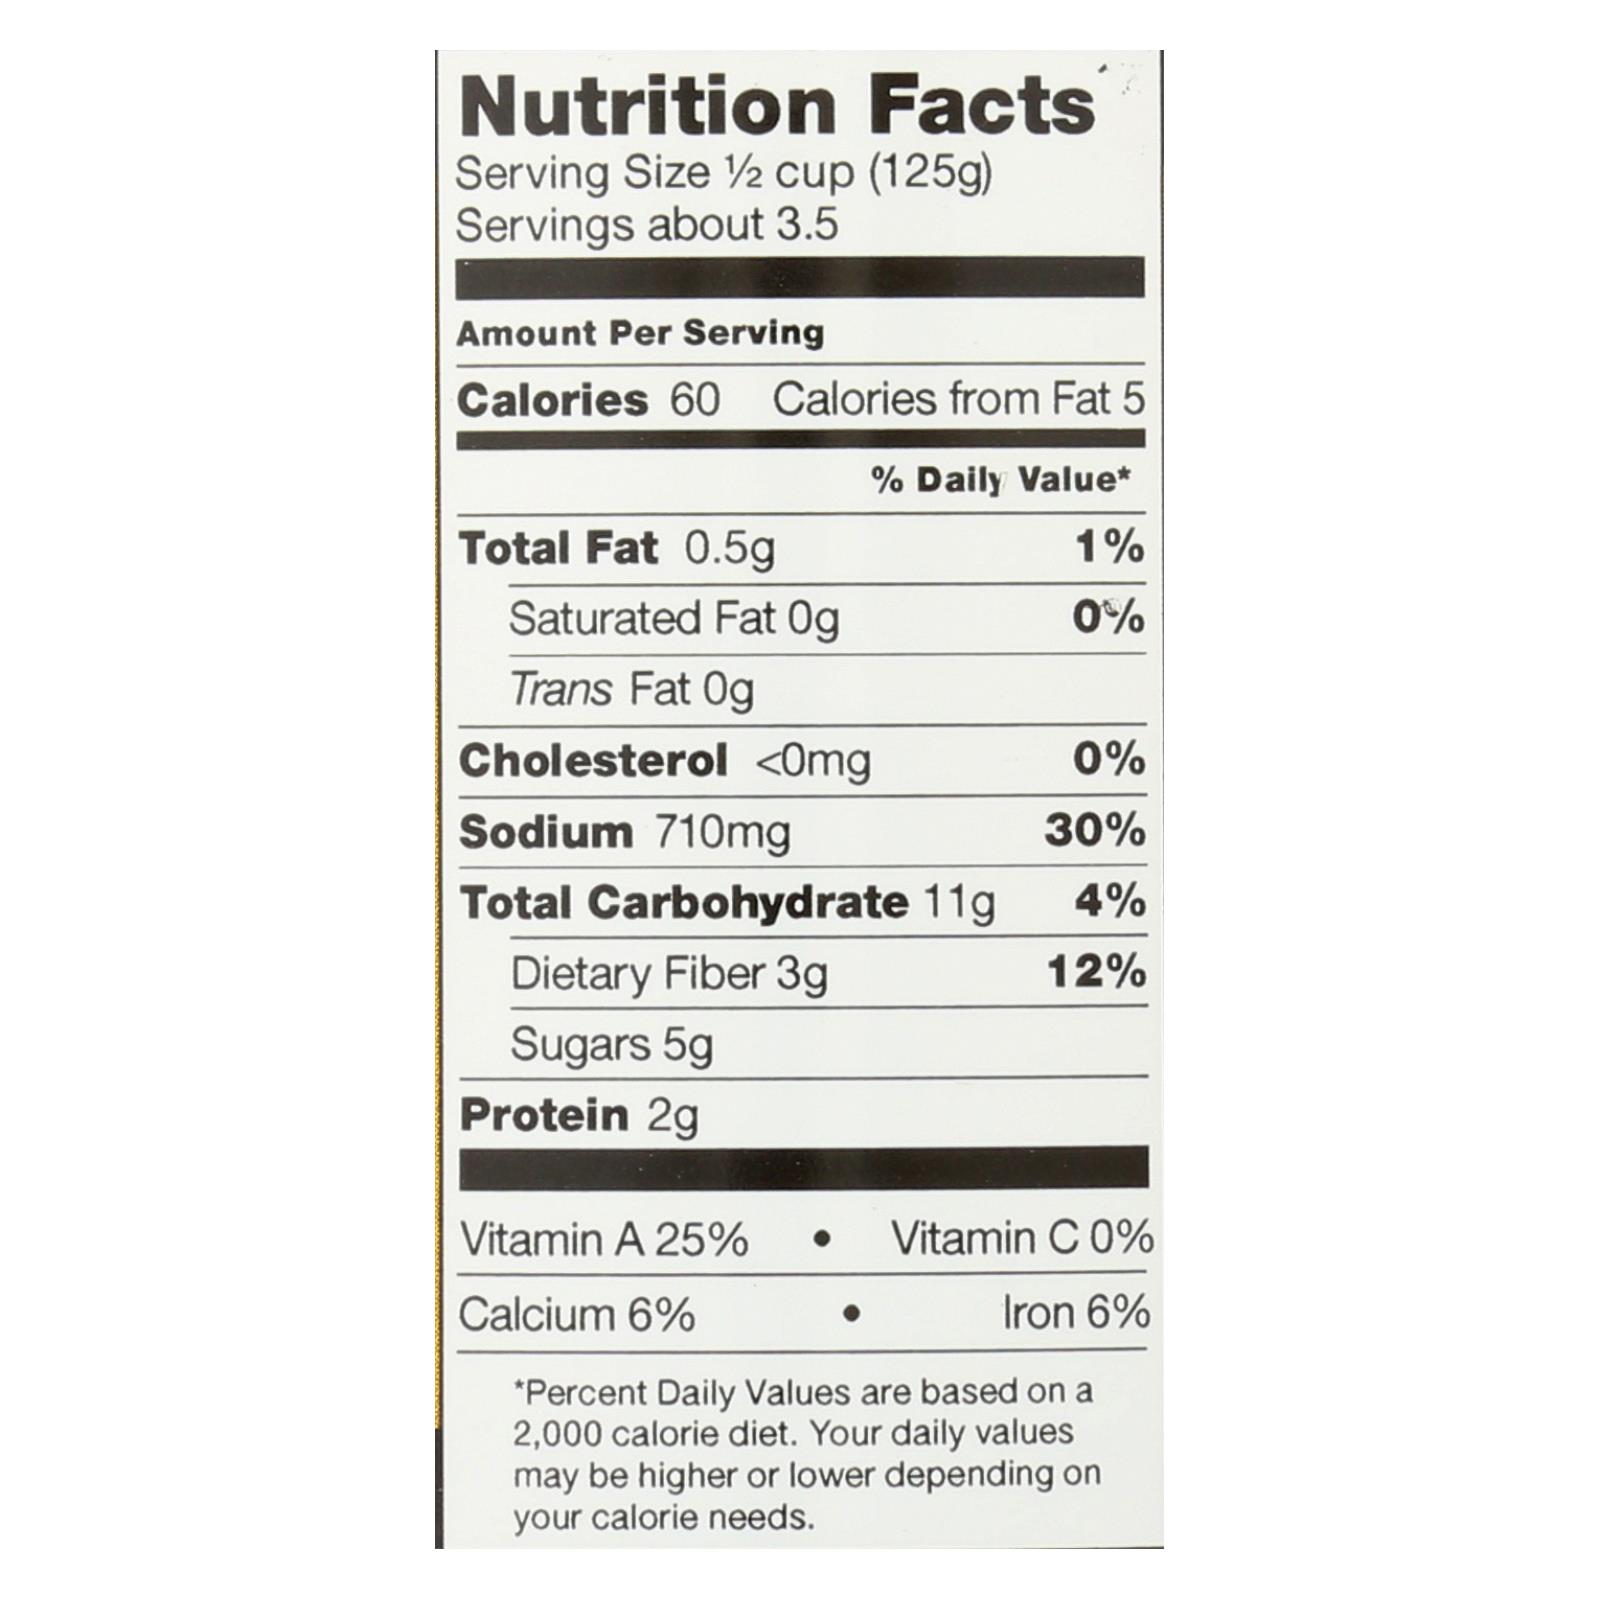 Nutrition Facts
Serving Size ½ cup (125g)
Servings about 3.5
Amount Per Serving
Calories 60 Calories from Fat 5
% Daily Value*
Total Fat 0.5g 1%
Saturated Fat 0g 0%
Trans Fat 0g
Cholesterol <0mg 0%
Sodium 710mg 30%
Total Carbohydrate 11g 4%
Dietary Fiber 3g 12%
Sugars 5g
Protein 2g
Vitamin A 25% • Vitamin C 0%
Calcium 6% • Iron 6%
*Percent Daily Values are based on a
2,000 calorie diet. Your daily values
may be higher or lower depending on
your calorie needs.